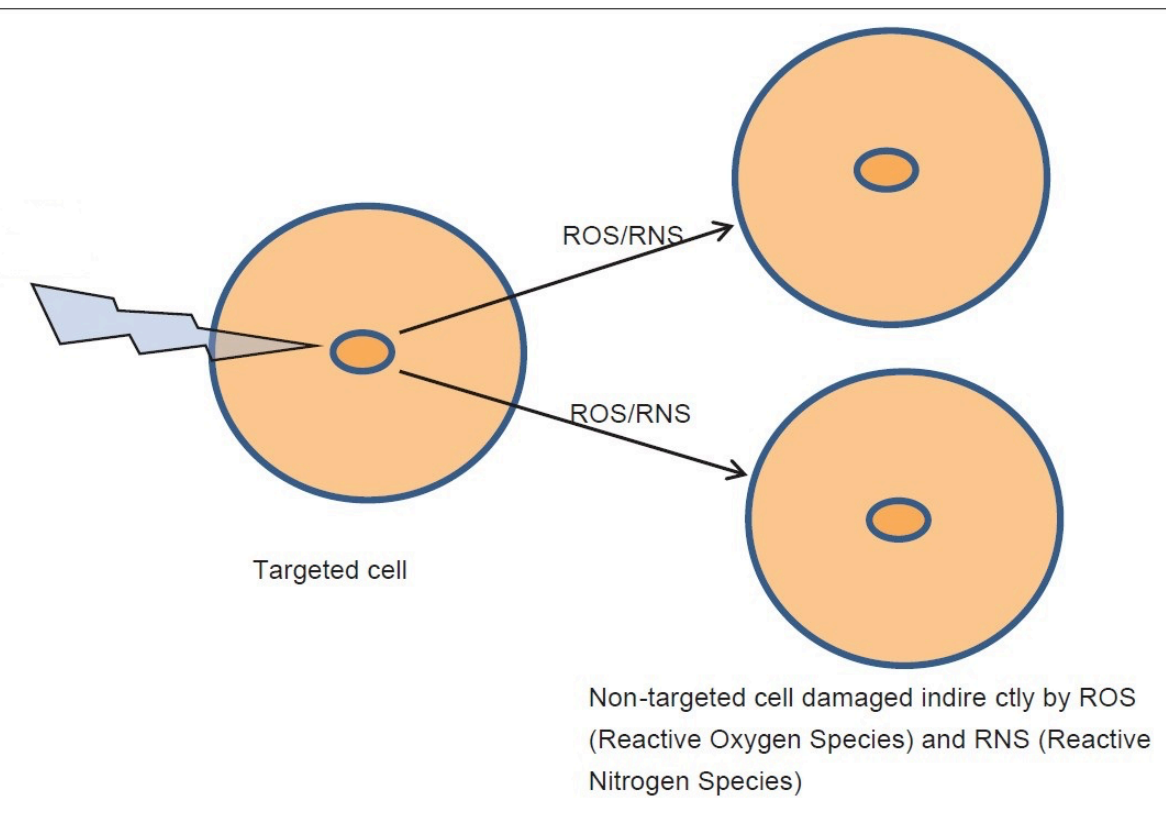 ROS/RNS
ROS/RNS
Targeted cell
Non-targeted cell damaged indire ctly by ROS
(Reactive Oxygen Species) and RNS (Reactive
Nitrogen Species)